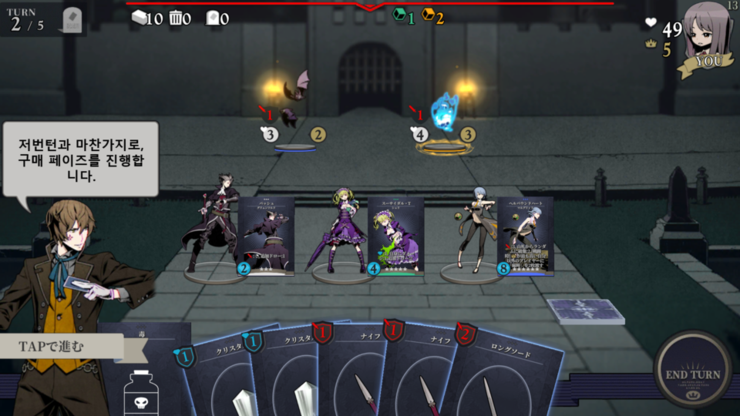 TURN
2 / 5
10 0 0
1 2
13
49
5
YOU
1
3 2
1
4 3
저번턴과 마찬가지로,
구매 페이즈를 진행합
니다.
2
4
8
TAPで進む
毒
1 クリスタ
1 クリスタ
1 ナイフ
1 ナイフ
2 ロングソード
END TURN